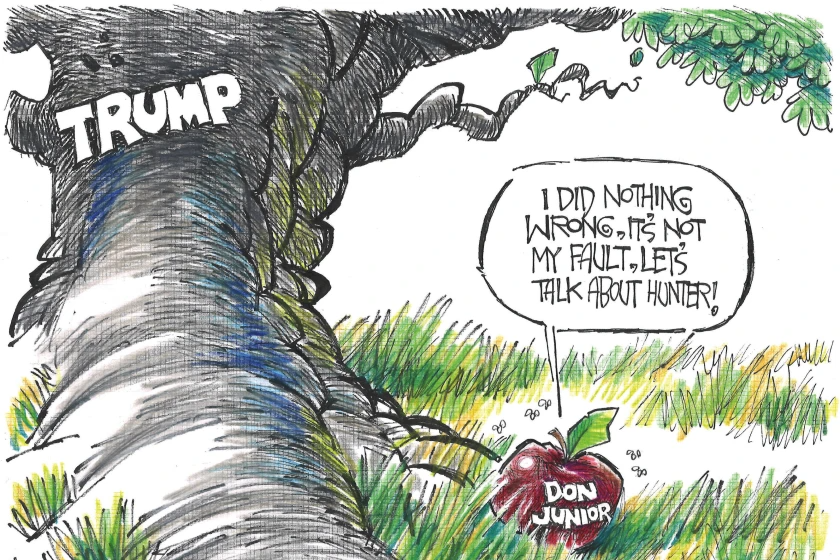 TRUMP
I DID NOTHING
WRONG, IT'S NOT
MY FAULT, LET'S
TALK ABOUT HUNTER!
DON
JUNIOR